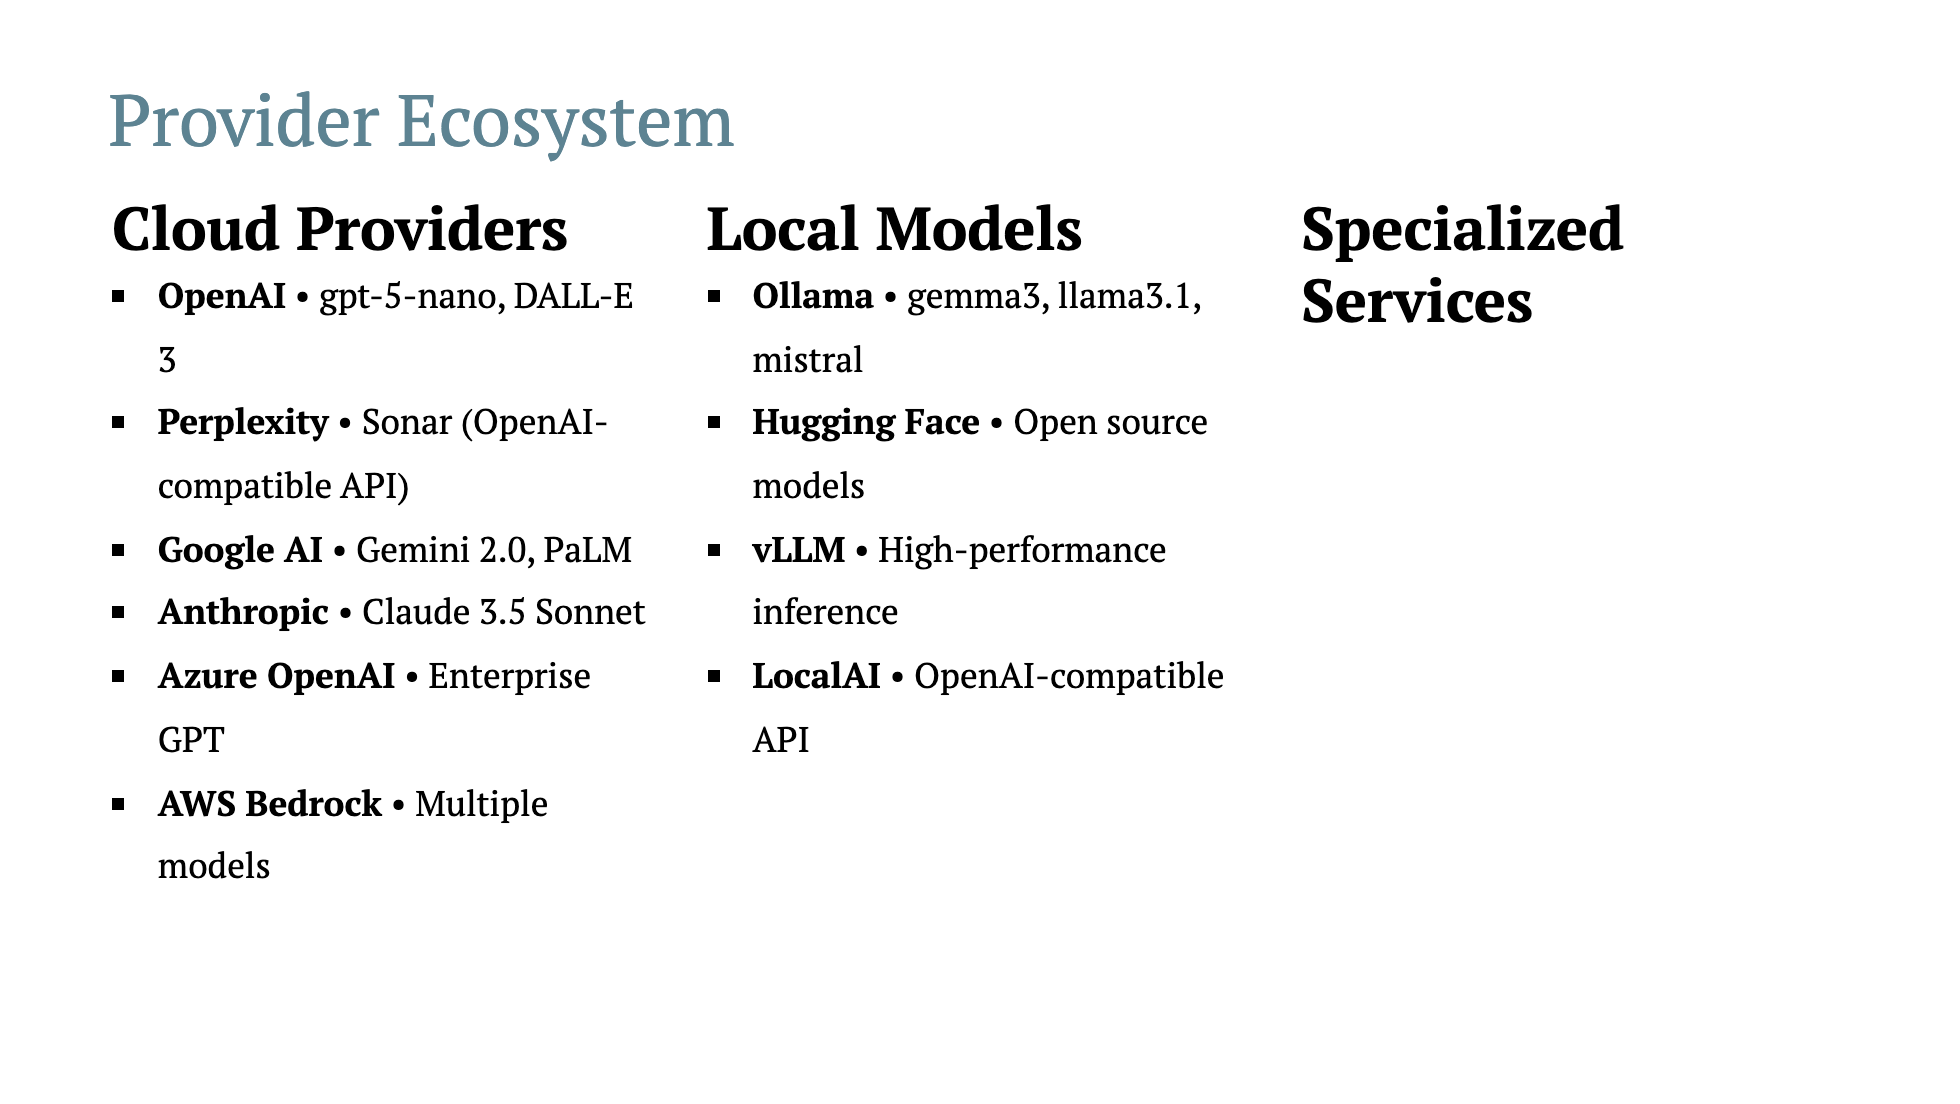 Provider Ecosystem
Cloud Providers
▪ OpenAI • gpt-5-nano, DALL-E
3
▪ Perplexity • Sonar (OpenAI-
compatible API)
▪ Google AI • Gemini 2.0, PaLM
▪ Anthropic • Claude 3.5 Sonnet
▪ Azure OpenAI • Enterprise
GPT
▪ AWS Bedrock • Multiple
models
Local Models
▪ Ollama • gemma3, llama3.1,
mistral
▪ Hugging Face • Open source
models
▪ vLLM • High-performance
inference
▪ LocalAI • OpenAI-compatible
API
Specialized
Services